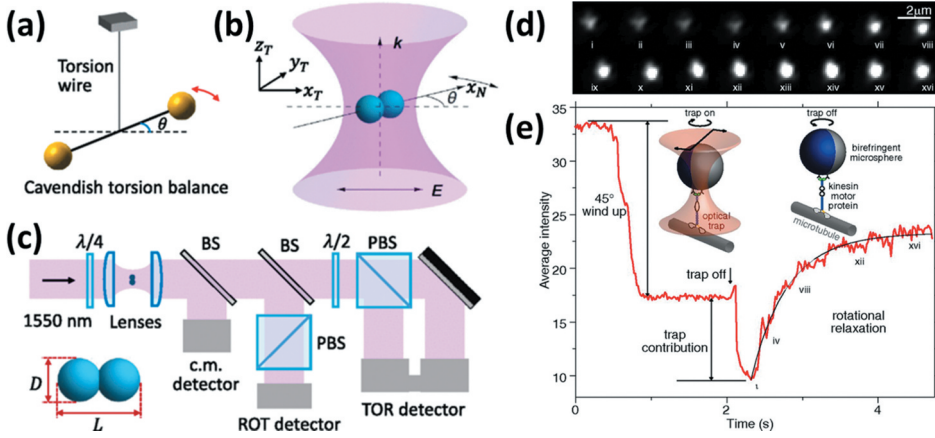 (a)
Torsion
wire
θ
Cavendish torsion balance
(b)
z_T
y_T
x_T
k
x_N
θ
E
(c)
λ/4
BS
BS
λ/2
PBS
1550 nm
Lenses
c.m.
detector
PBS
ROT detector
TOR detector
D
L
(d)
2μm
i ii iii iv v vi vii viii
ix x xi xii xiii xiv xv xvi
(e)
35
30
25
20
15
10
Average intensity
0 2 4
Time (s)
45°
wind up
trap on
optical
trap
trap off
birefringent
microsphere
kinesin
motor
protein
microtubule
trap off
trap
contribution
i
iv
viii
xii
xvi
rotational
relaxation